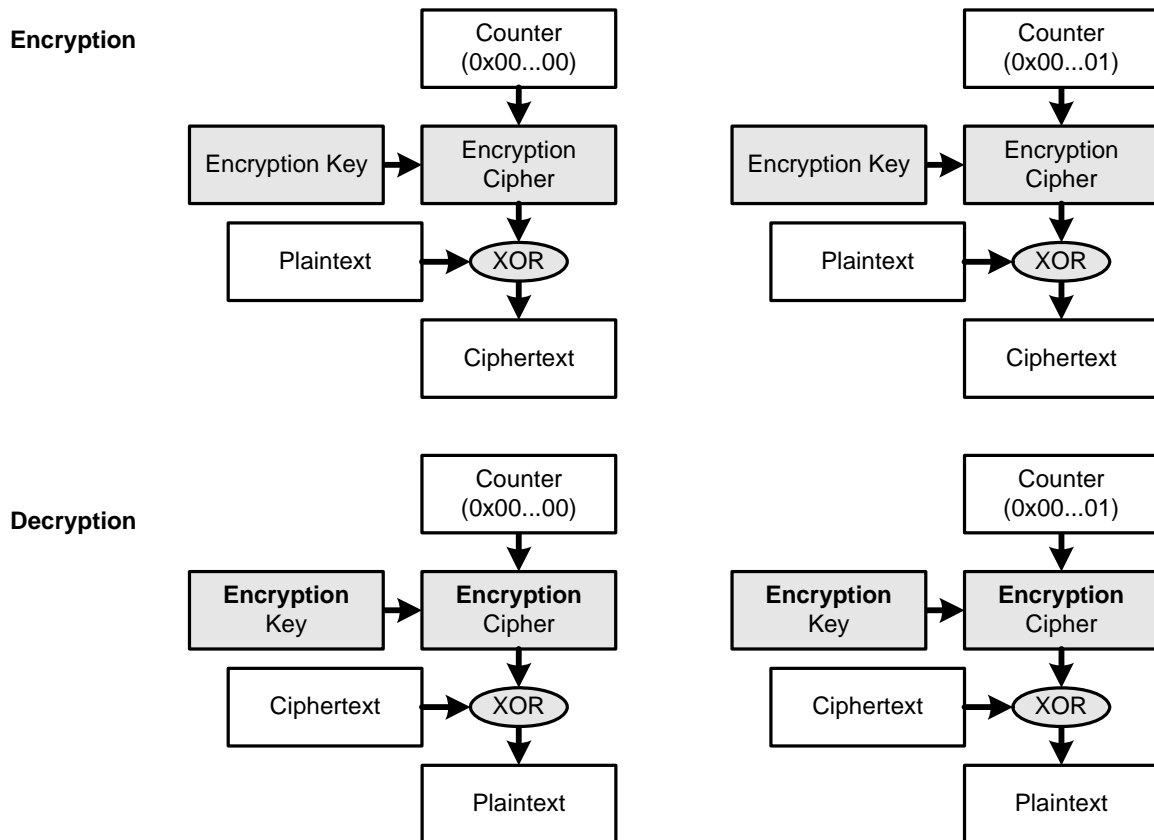 Encryption
Counter
(0x00...00)
Counter
(0x00...01)
Encryption Key
Encryption
Cipher
Encryption Key
Encryption
Cipher
Plaintext
XOR
Plaintext
XOR
Ciphertext
Ciphertext
Decryption
Counter
(0x00...00)
Counter
(0x00...01)
Encryption
Key
Encryption
Cipher
Encryption
Key
Encryption
Cipher
Ciphertext
XOR
Ciphertext
XOR
Plaintext
Plaintext